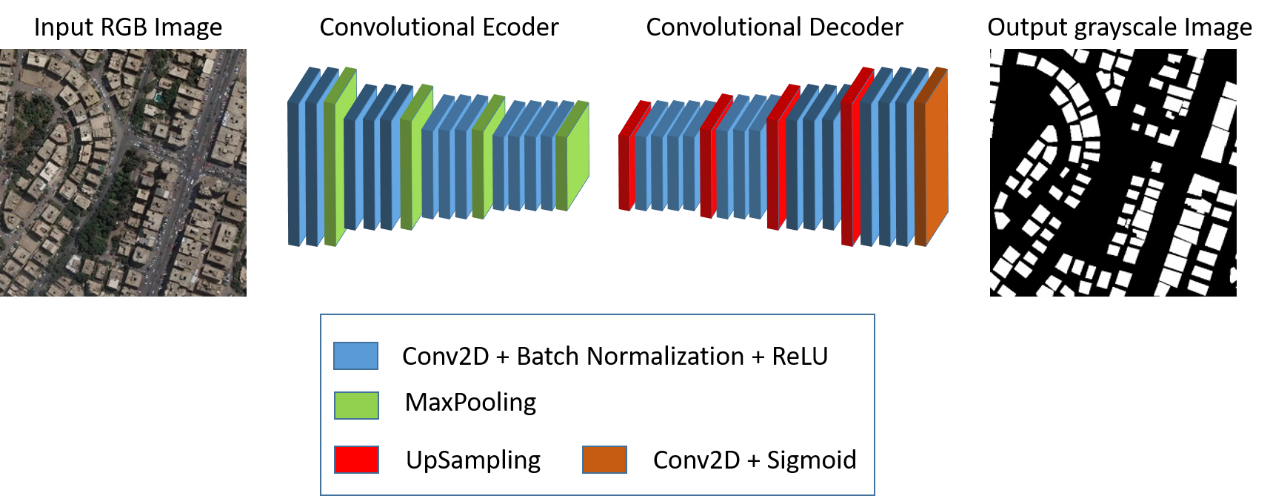 Input RGB Image
Convolutional Ecoder
Convolutional Decoder
Output grayscale Image
Conv2D + Batch Normalization + ReLU
MaxPooling
UpSampling
Conv2D + Sigmoid